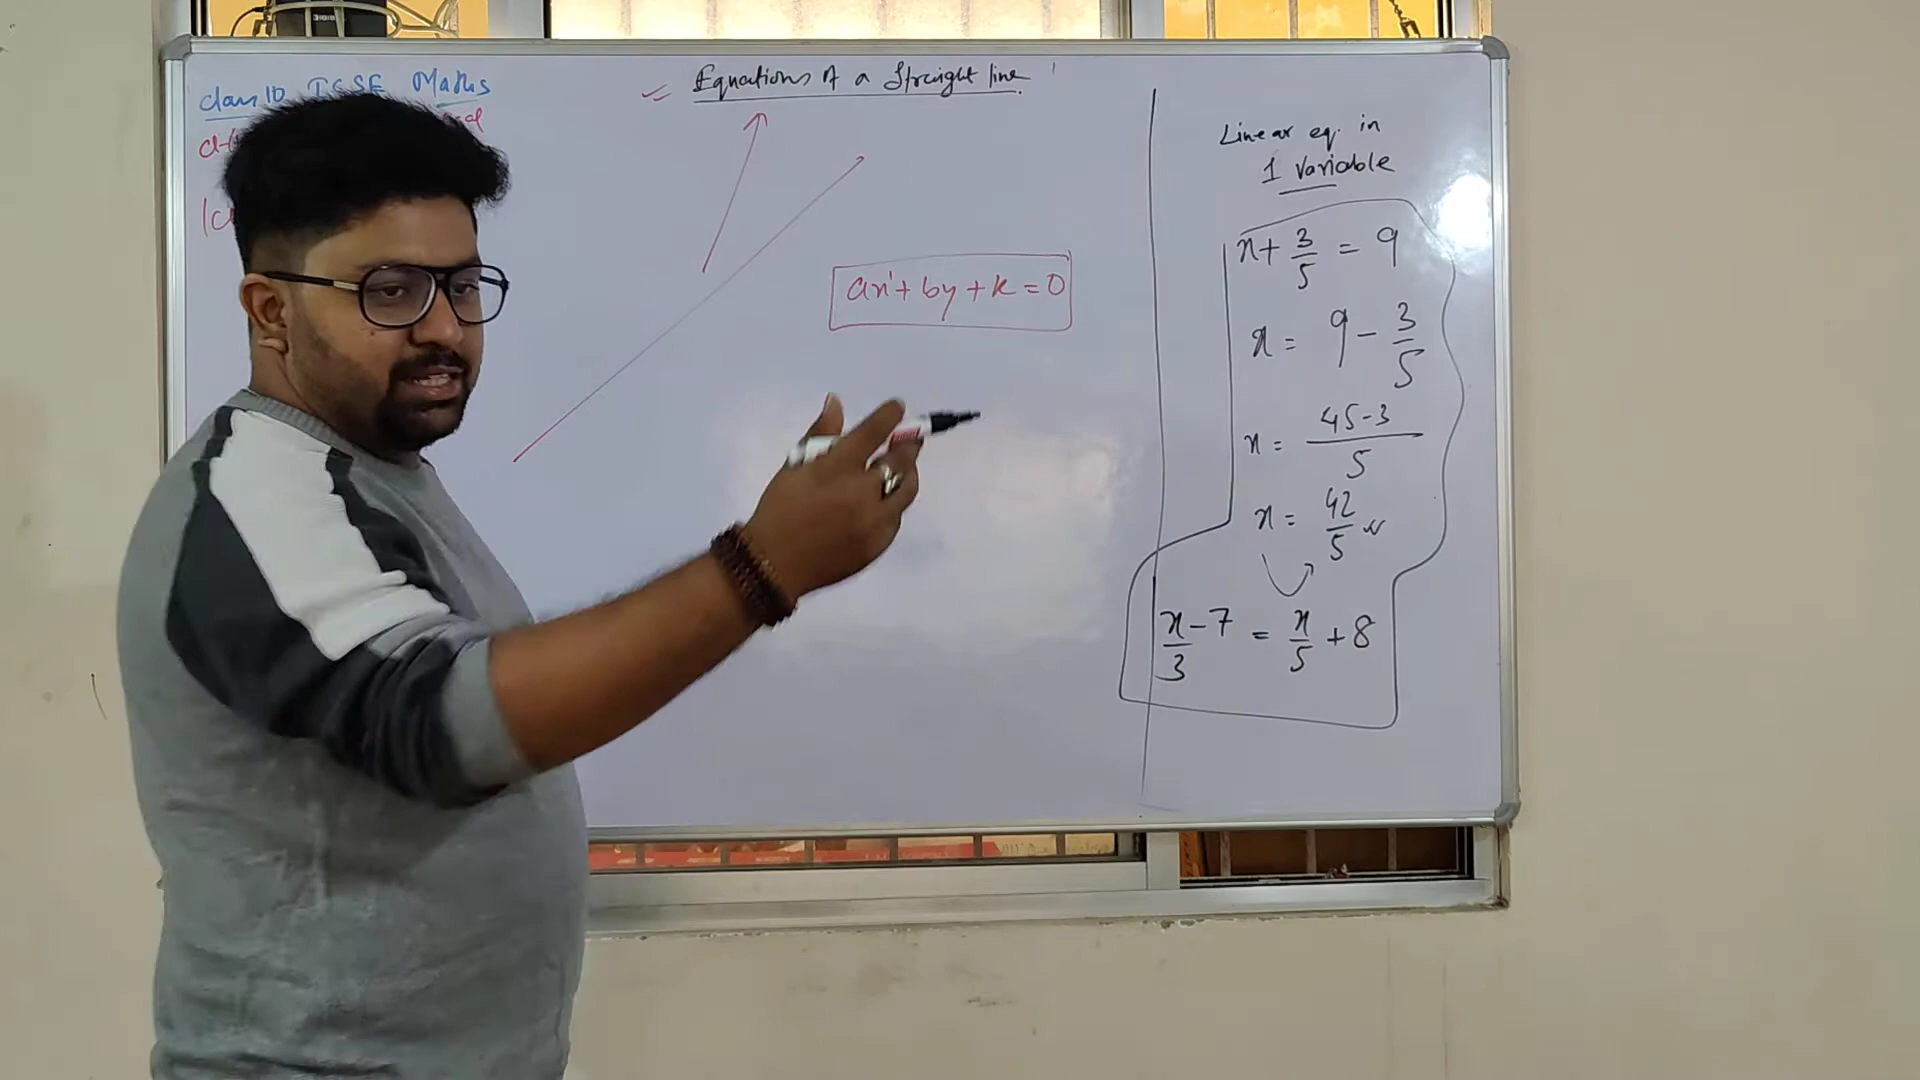 Class 10 ICSE Maths
Equations of a Straight line
ax¹ + by + k = 0
Linear eq. in
1 Variable
x + 3/5 = 9
x = 9 - 3/5
x = 45-3/5
x = 42/5
x/3 - 7 = x/5 + 8